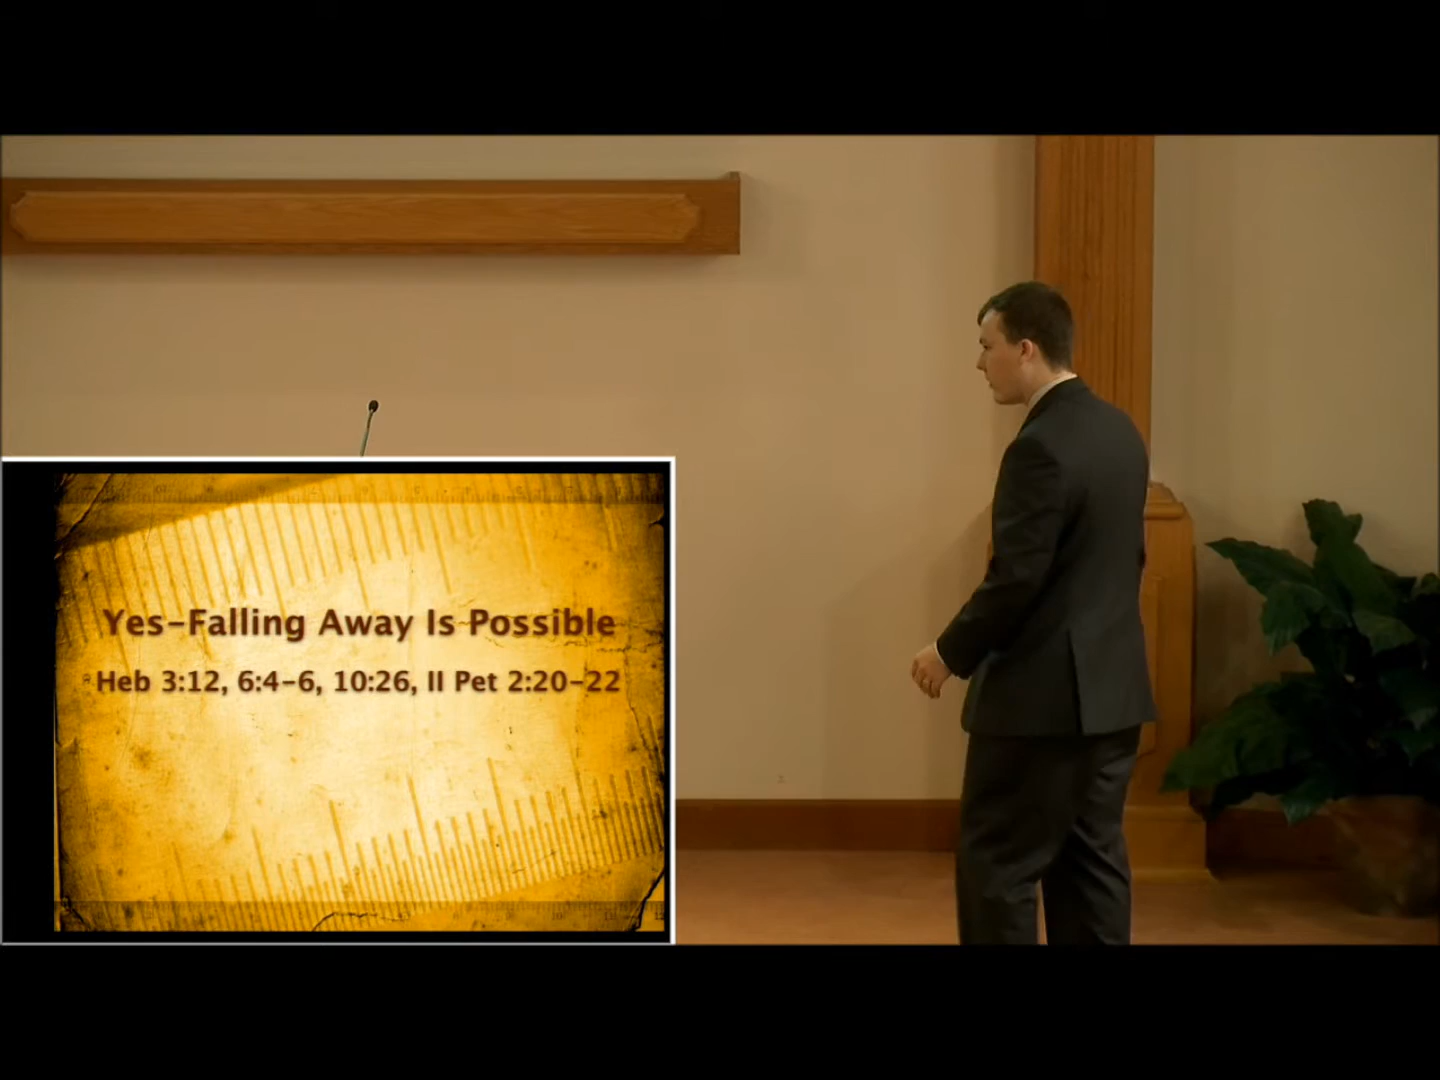 Yes-Falling Away Is Possible
Heb 3:12, 6:4-6, 10:26, II Pet 2:20-22